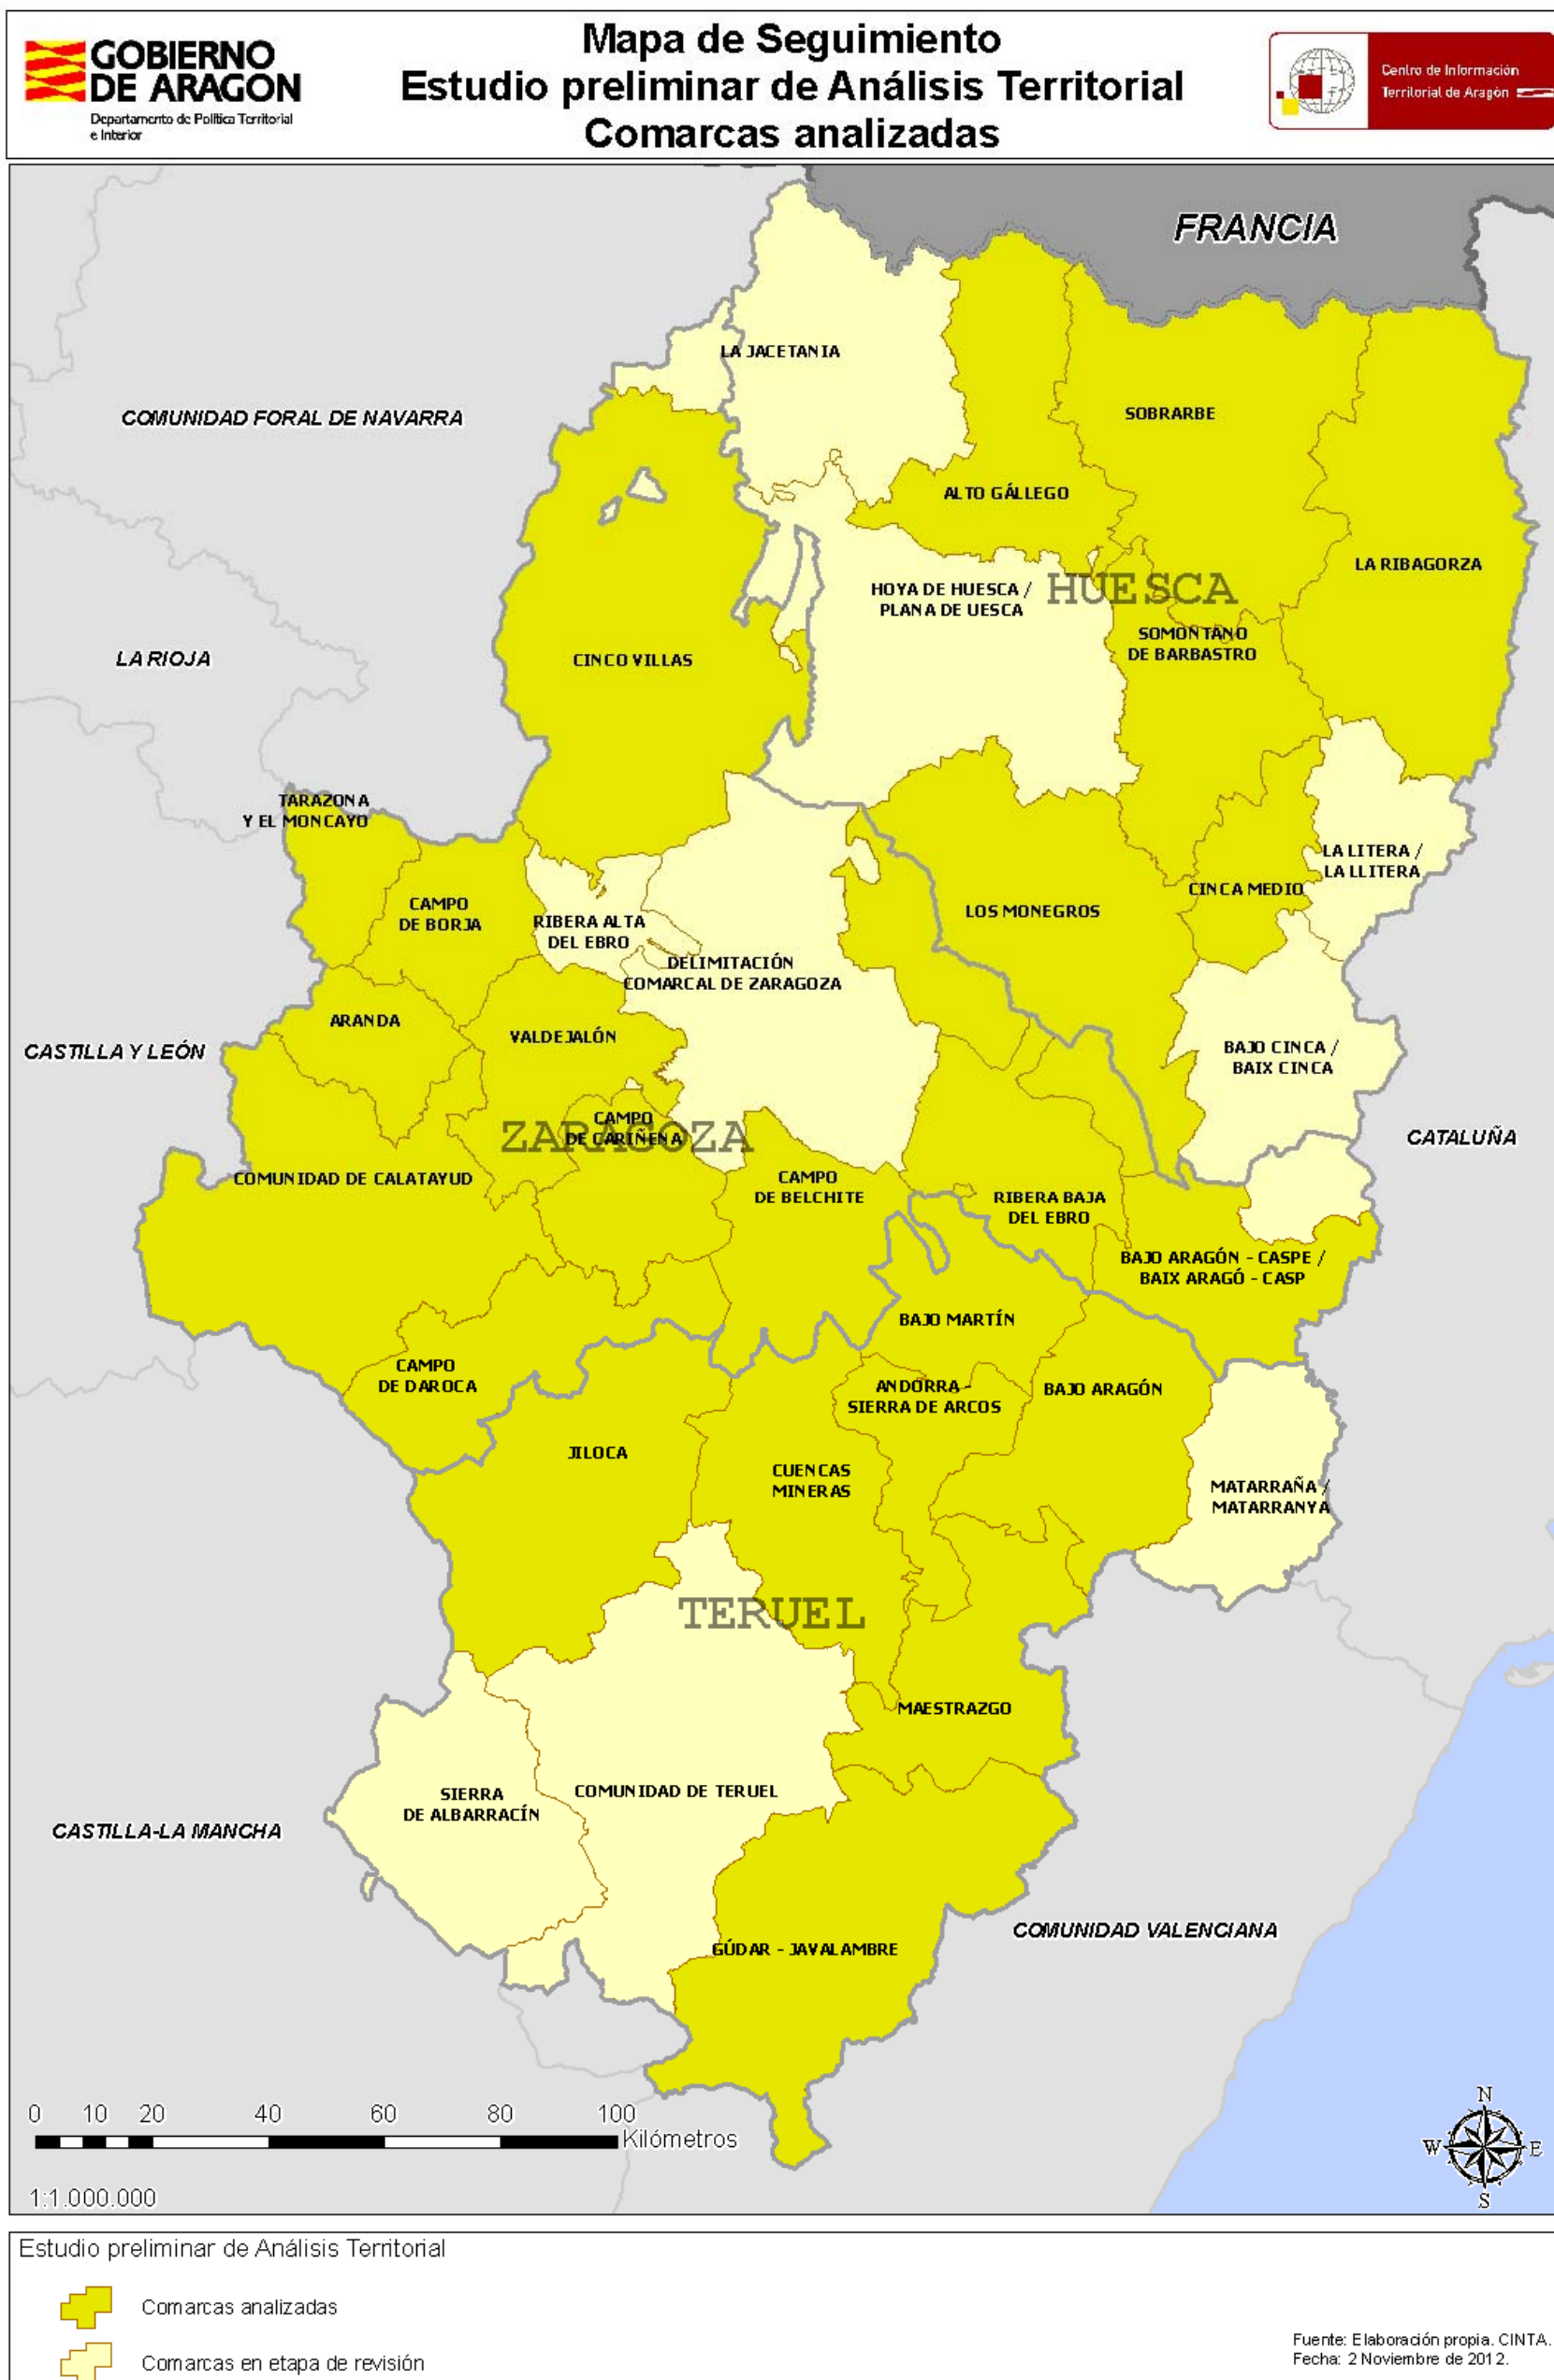 GOBIERNO
DE ARAGON
Departamento de Política Territorial
e Interior
Mapa de Seguimiento
Estudio preliminar de Análisis Territorial
Comarcas analizadas
Centro de Información
Territorial de Aragón
FRANCIA
LA JACETANIA
COMUNIDAD FORAL DE NAVARRA
SOBRARBE
ALTO GÁLLEGO
LA RIBAGORZA
HOYA DE HUESCA /
PLANA DE UESCA
HUESCA
SOMONTANO
DE BARBASTRO
LA RIOJA
CINCO VILLAS
TARAZONA
Y EL MONCAYO
LA LITERA /
LA LLITERA
CINCA MEDIO
CAMPO
DE BORJA
RIBERA ALTA
DEL EBRO
LOS MONEGROS
DELIMITACIÓN
COMARCAL DE ZARAGOZA
ARANDA
VALDEJALÓN
CASTILLA Y LEÓN
BAJO CINCA /
BAIX CINCA
CAMPO
DE CARIÑENA
ZARAGOZA
CATALUÑA
COMUNIDAD DE CALATAYUD
CAMPO
DE BELCHITE
RIBERA BAJA
DEL EBRO
BAJO ARAGÓN - CASPE /
BAIX ARAGÓ - CASP
BAJO MARTÍN
CAMPO
DE DAROCA
ANDORRA -
SIERRA DE ARCOS
BAJO ARAGÓN
JILOCA
CUENCAS
MINERAS
MATARRAÑA /
MATARRANYA
TERUEL
MAESTRAZGO
SIERRA
DE ALBARRACÍN
COMUNIDAD DE TERUEL
CASTILLA-LA MANCHA
COMUNIDAD VALENCIANA
GÚDAR - JAVALAMBRE
0 10 20 40 60 80 100
Kilómetros
1:1.000.000
N
W E
S
Estudio preliminar de Análisis Territorial
Comarcas analizadas
Comarcas en etapa de revisión
Fuente: Elaboración propia. CINTA.
Fecha: 2 Noviembre de 2012.